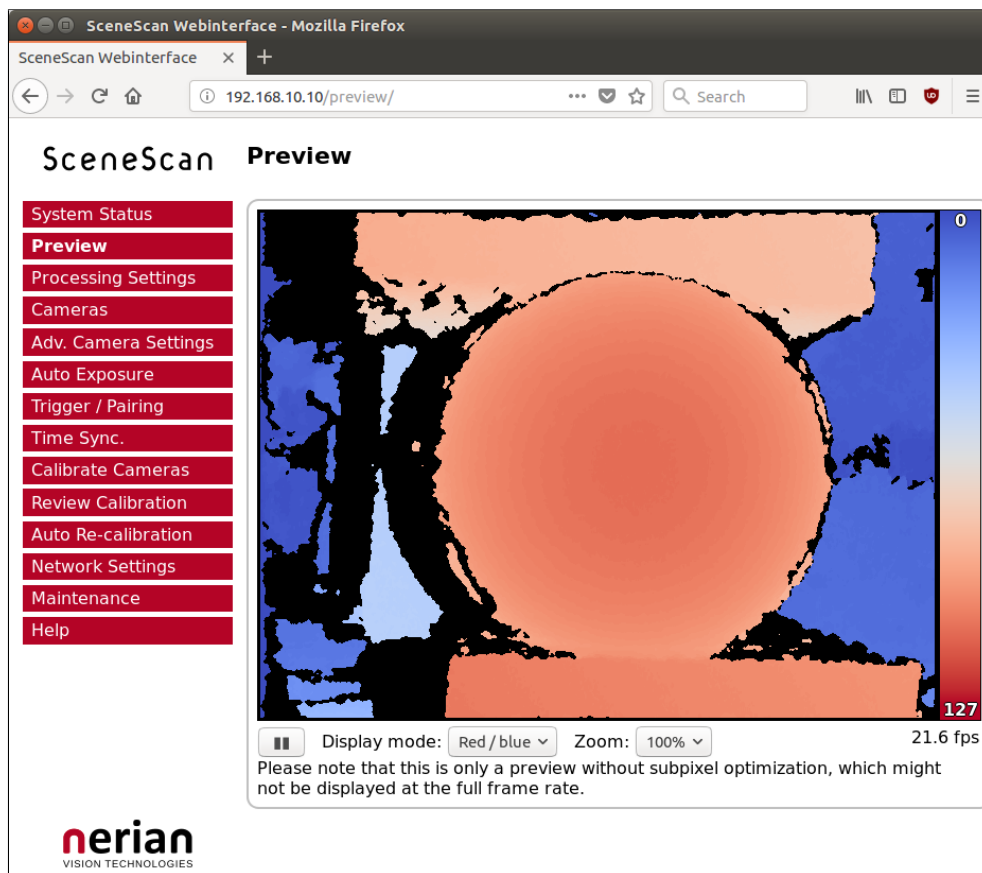 SceneScan Webinterface - Mozilla Firefox
SceneScan Webinterface
192.168.10.10/preview/
Search
SceneScan
Preview
System Status
Preview
Processing Settings
Cameras
Adv. Camera Settings
Auto Exposure
Trigger / Pairing
Time Sync.
Calibrate Cameras
Review Calibration
Auto Re-calibration
Network Settings
Maintenance
Help
0
127
Display mode: Red / blue Zoom: 100% 21.6 fps
Please note that this is only a preview without subpixel optimization, which might
not be displayed at the full frame rate.
nerian
VISION TECHNOLOGIES